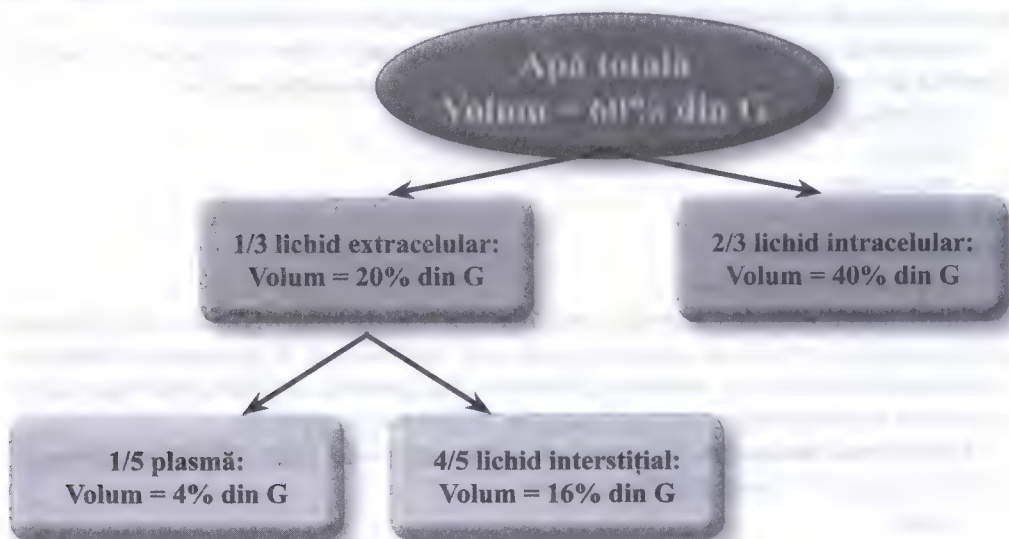 Apă totală
Volum = 60% din G
1/3 lichid extracelular:
Volum = 20% din G
2/3 lichid intracelular:
Volum = 40% din G
1/5 plasmă:
Volum = 4% din G
4/5 lichid interstițial:
Volum = 16% din G